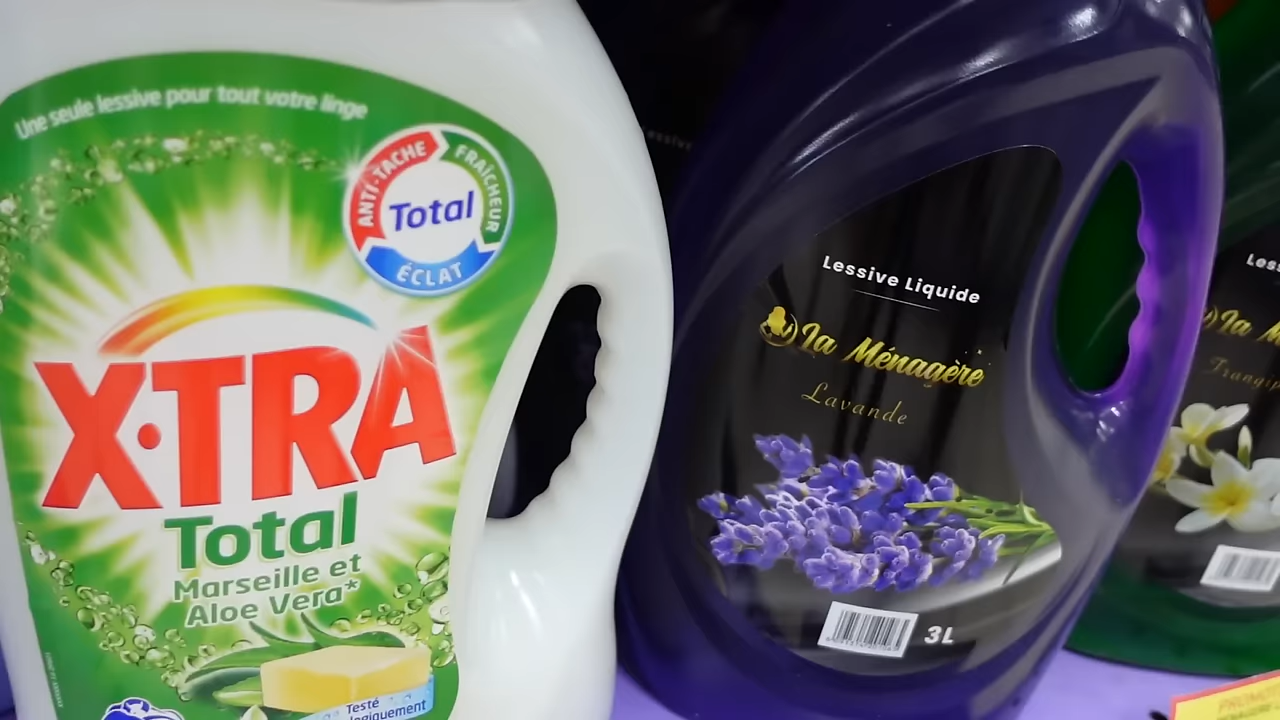 Une seule lessive pour tout votre linge
ANTI-TACHE
FRAÎCHEUR
Total
ÉCLAT
X·TRA
Total
Marseille et
Aloe Vera*
Testé
Lessive Liquide
La Ménagère
Lavande
3L
La